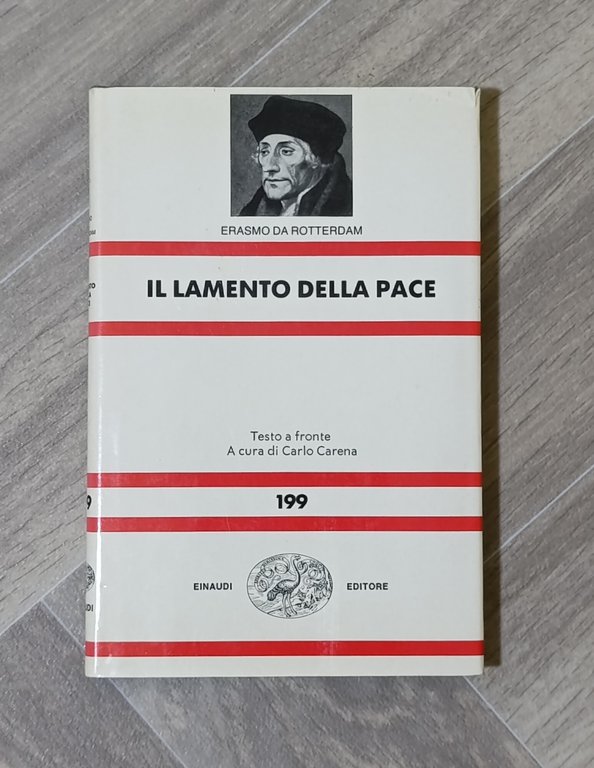 ERASMO DA ROTTERDAM
IL LAMENTO DELLA PACE
Testo a fronte
A cura di Carlo Carena
199
EINAUDI EDITORE